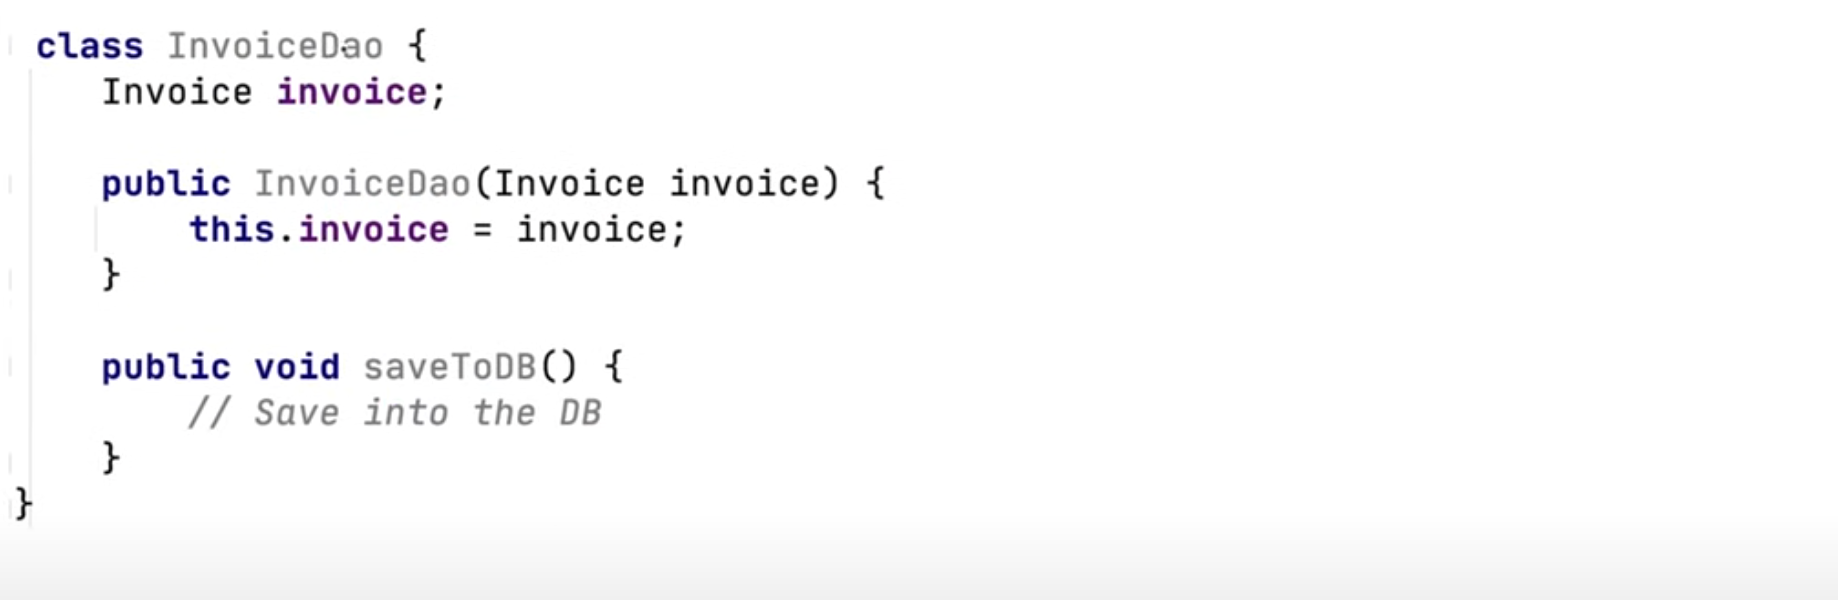 class InvoiceDao {
Invoice invoice;
public InvoiceDao(Invoice invoice) {
this.invoice = invoice;
}
public void saveToDB() {
// Save into the DB
}
}